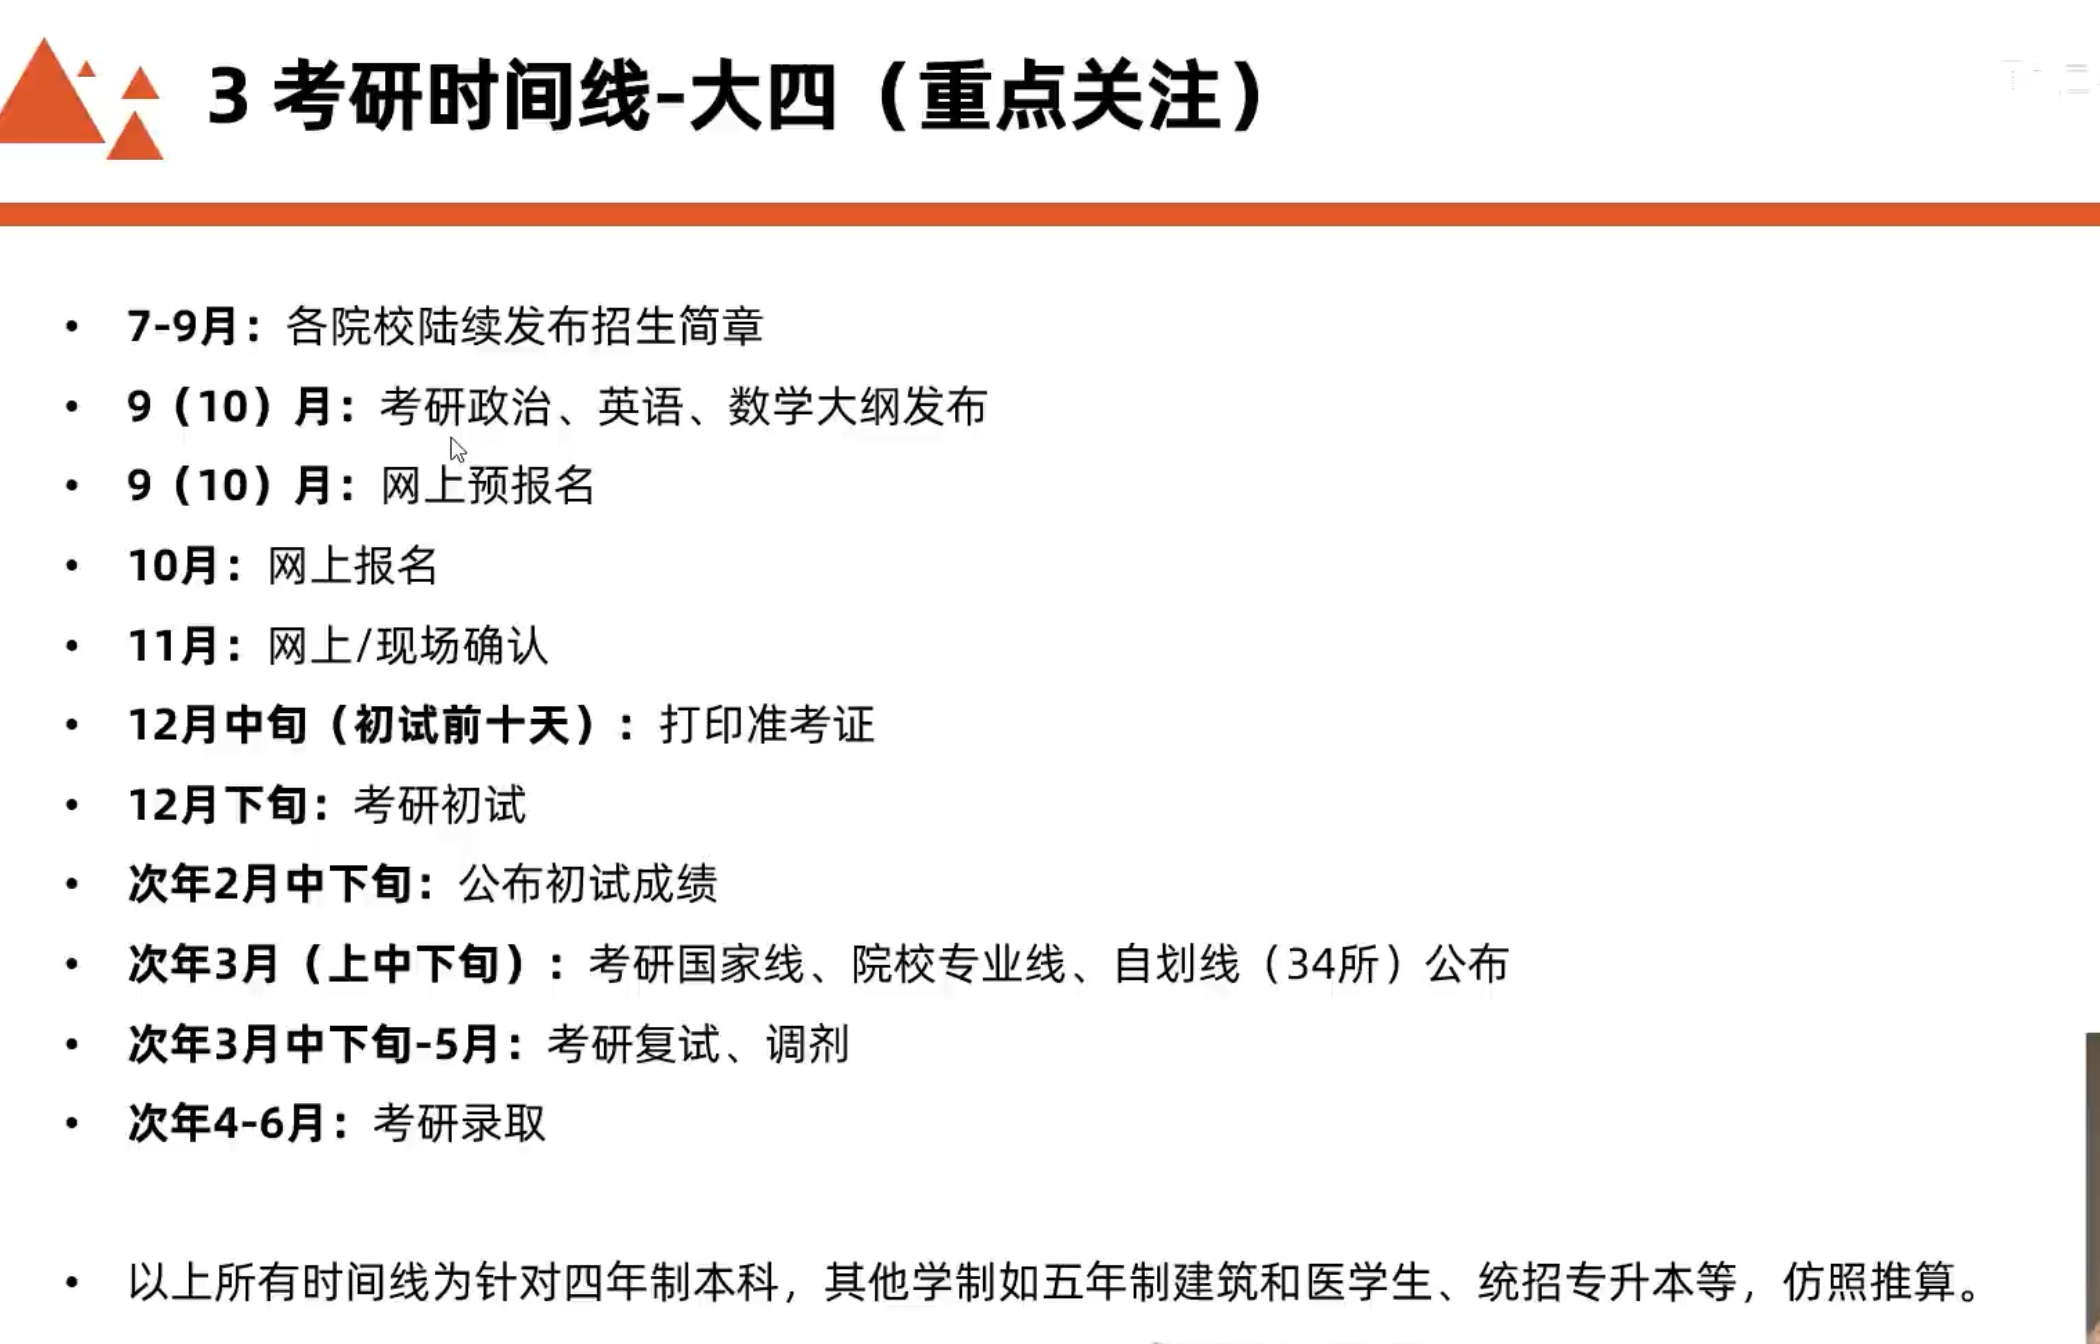 3 考研时间线-大四（重点关注）
• 7-9月：各院校陆续发布招生简章
• 9（10）月：考研政治、英语、数学大纲发布
• 9（10）月：网上预报名
• 10月：网上报名
• 11月：网上/现场确认
• 12月中旬（初试前十天）：打印准考证
• 12月下旬：考研初试
• 次年2月中下旬：公布初试成绩
• 次年3月（上中下旬）：考研国家线、院校专业线、自划线（34所）公布
• 次年3月中下旬-5月：考研复试、调剂
• 次年4-6月：考研录取
• 以上所有时间线为针对四年制本科，其他学制如五年制建筑和医学生、统招专升本等，仿照推算。